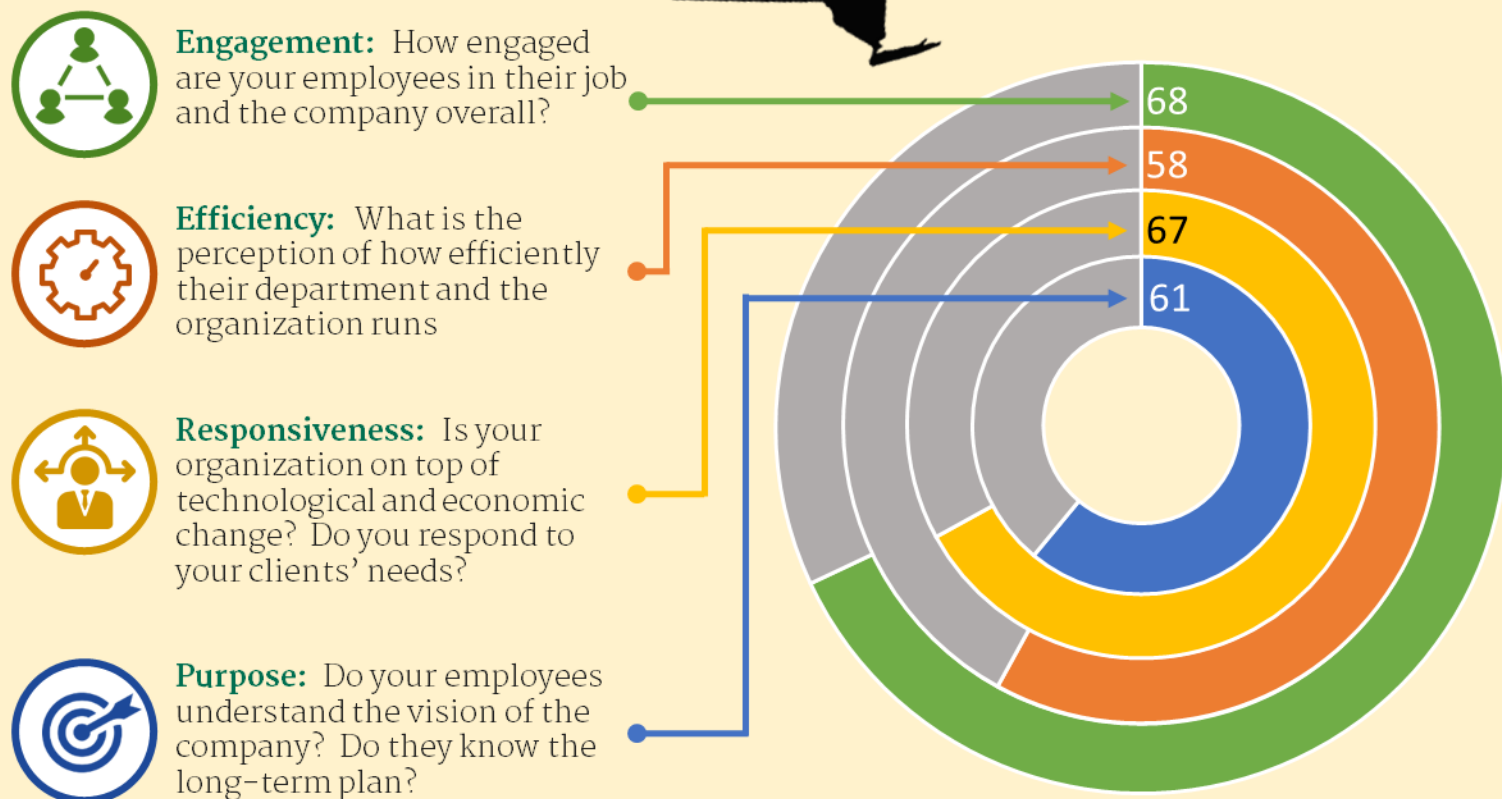 Engagement: How engaged
are your employees in their job
and the company overall?
68
Efficiency: What is the
perception of how efficiently
their department and the
organization runs
58
Responsiveness: Is your
organization on top of
technological and economic
change? Do you respond to
your clients’ needs?
67
Purpose: Do your employees
understand the vision of the
company? Do they know the
long-term plan?
61